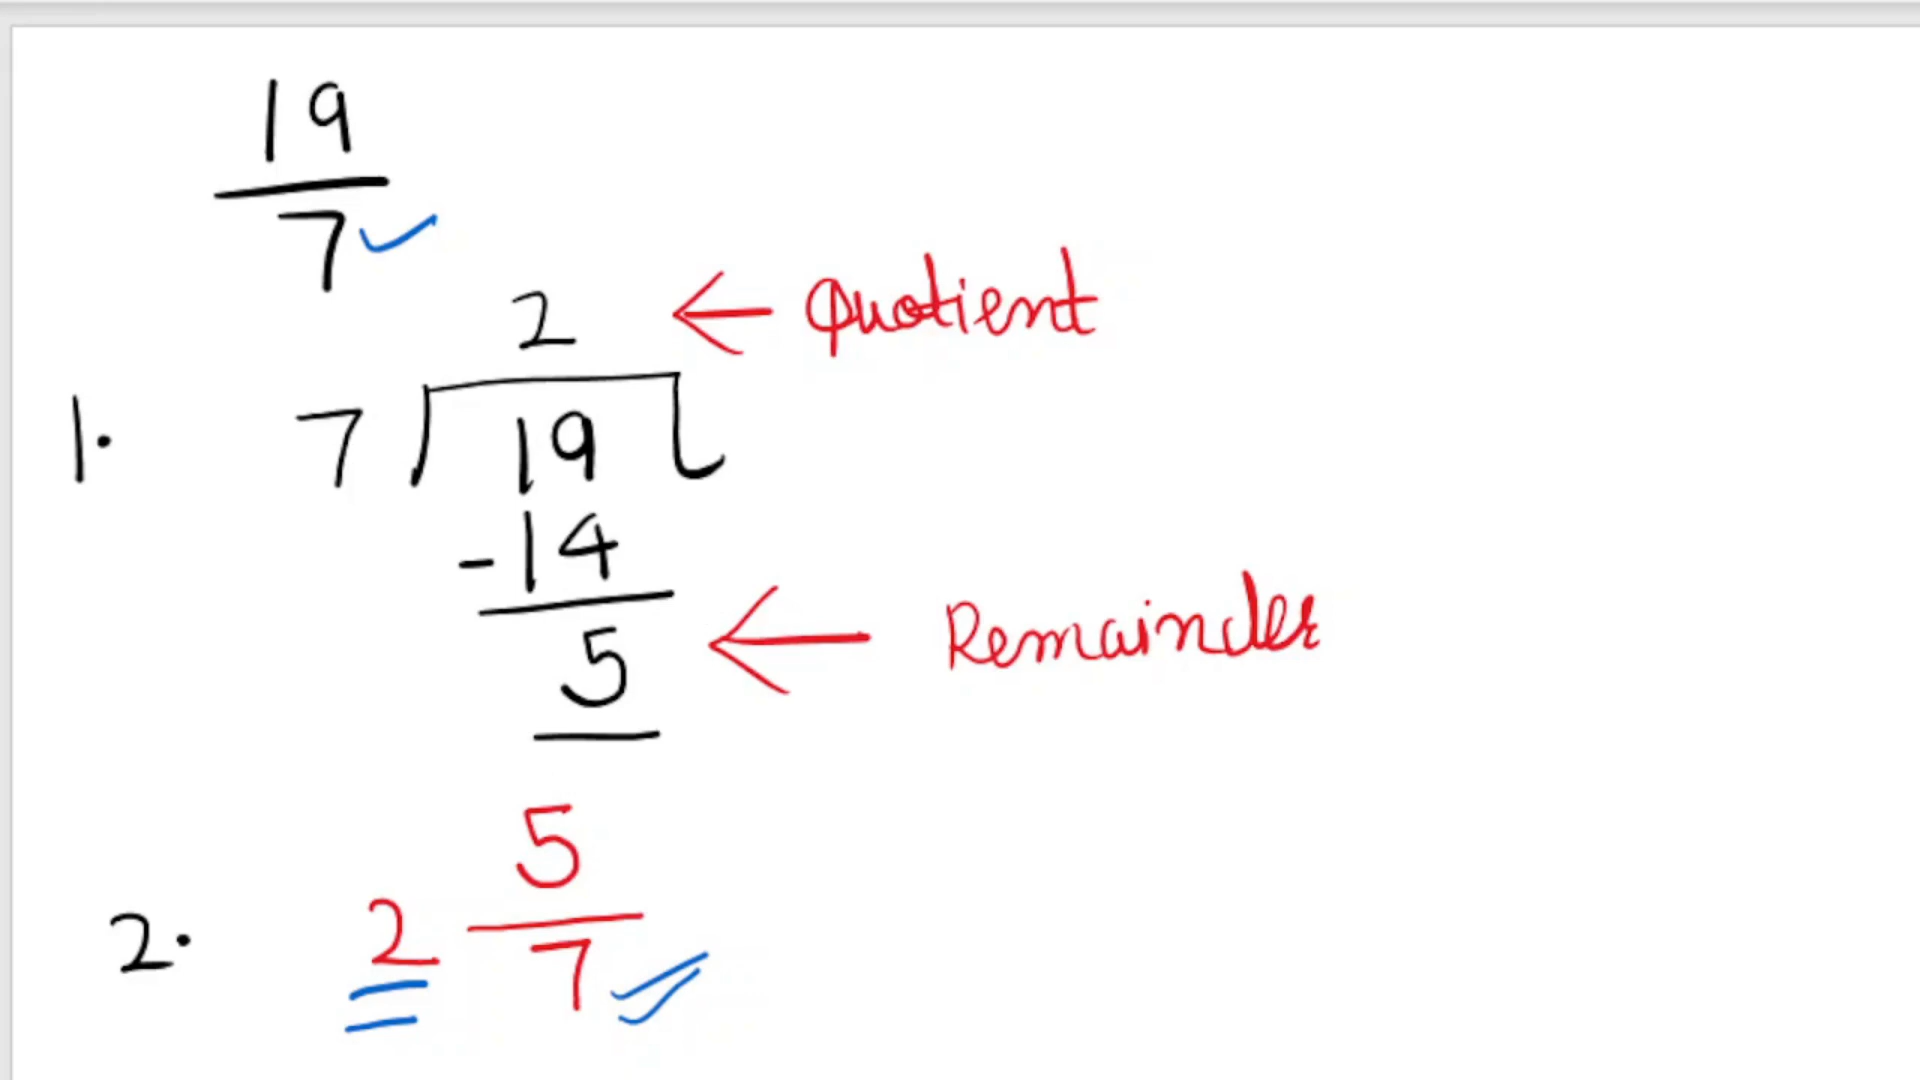 19
7
2 ← Quotient
1. 7 19
-14
5 ← Remainder
5
2. 2
7